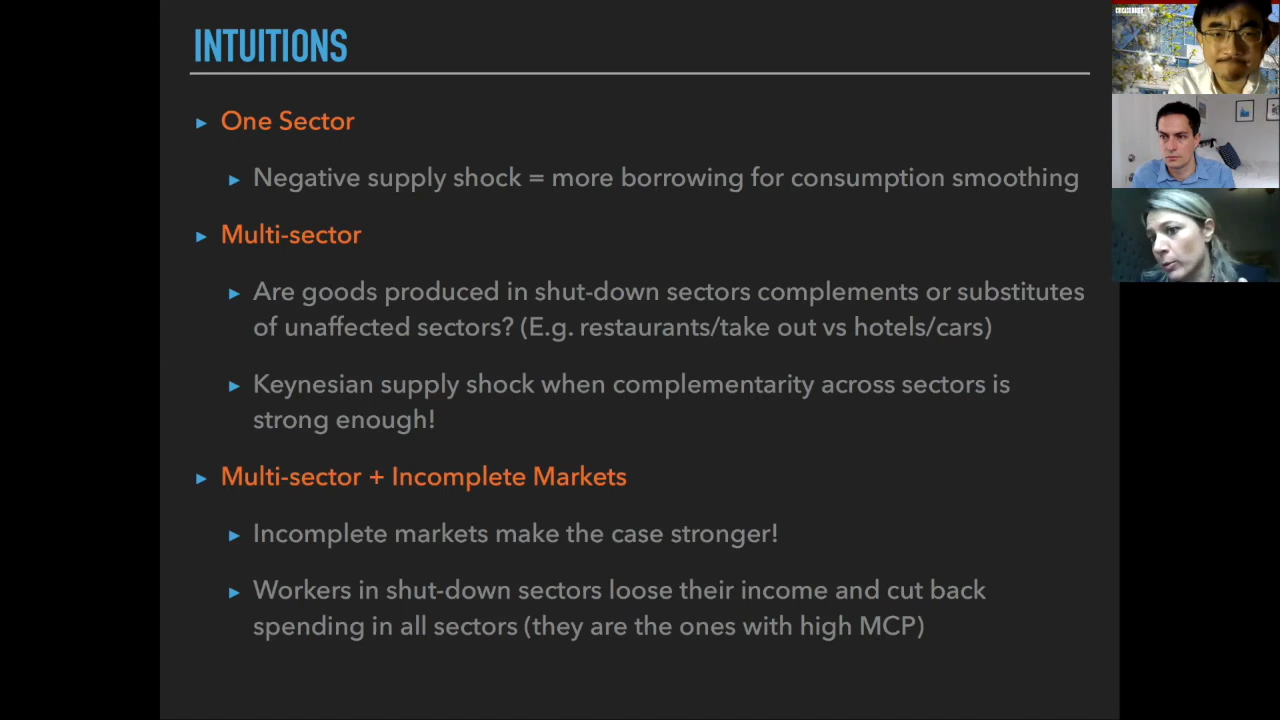 INTUITIONS
▸ One Sector
▸ Negative supply shock = more borrowing for consumption smoothing
▸ Multi-sector
▸ Are goods produced in shut-down sectors complements or substitutes
of unaffected sectors? (E.g. restaurants/take out vs hotels/cars)
▸ Keynesian supply shock when complementarity across sectors is
strong enough!
▸ Multi-sector + Incomplete Markets
▸ Incomplete markets make the case stronger!
▸ Workers in shut-down sectors loose their income and cut back
spending in all sectors (they are the ones with high MCP)